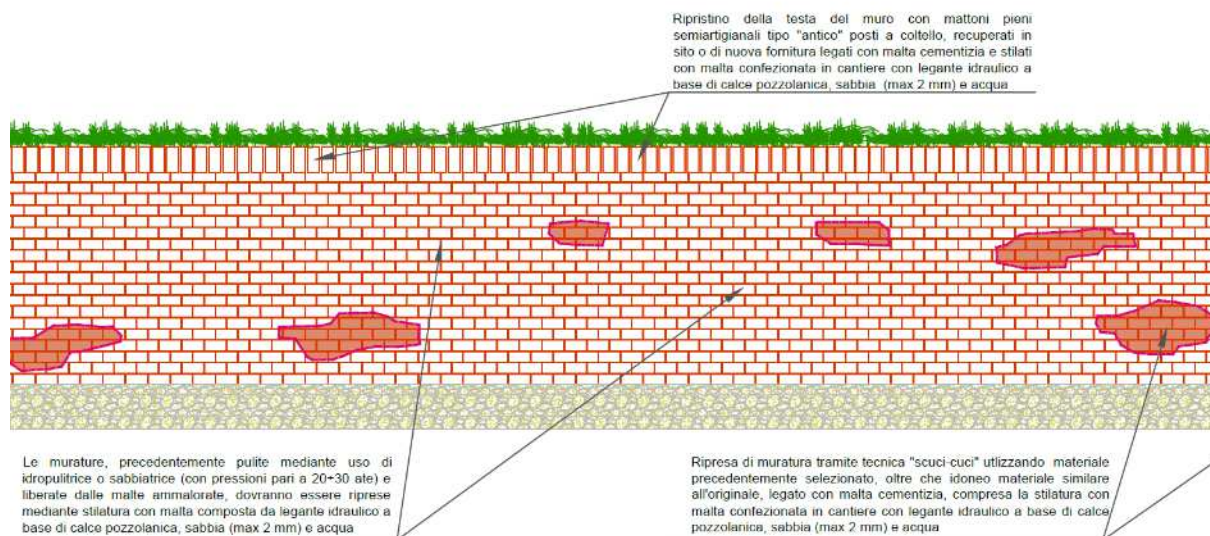 Ripristino della testa del muro con mattoni pieni
semiartigianali tipo "antico" posti a coltello, recuperati in
sito o di nuova fornitura legati con malta cementizia e stilati
con malta confezionata in cantiere con legante idraulico a
base di calce pozzolanica, sabbia (max 2 mm) e acqua
Le murature, precedentemente pulite mediante uso di
idropulitrice o sabbiatrice (con pressioni pari a 20÷30 ate) e
liberate dalle malte ammalorate, dovranno essere riprese
mediante stilatura con malta composta da legante idraulico a
base di calce pozzolanica, sabbia (max 2 mm) e acqua
Ripresa di muratura tramite tecnica "scuci-cuci" utlizzando materiale
precedentemente selezionato, oltre che idoneo materiale similare
all'originale, legato con malta cementizia, compresa la stilatura con
malta confezionata in cantiere con legante idraulico a base di calce
pozzolanica, sabbia (max 2 mm) e acqua